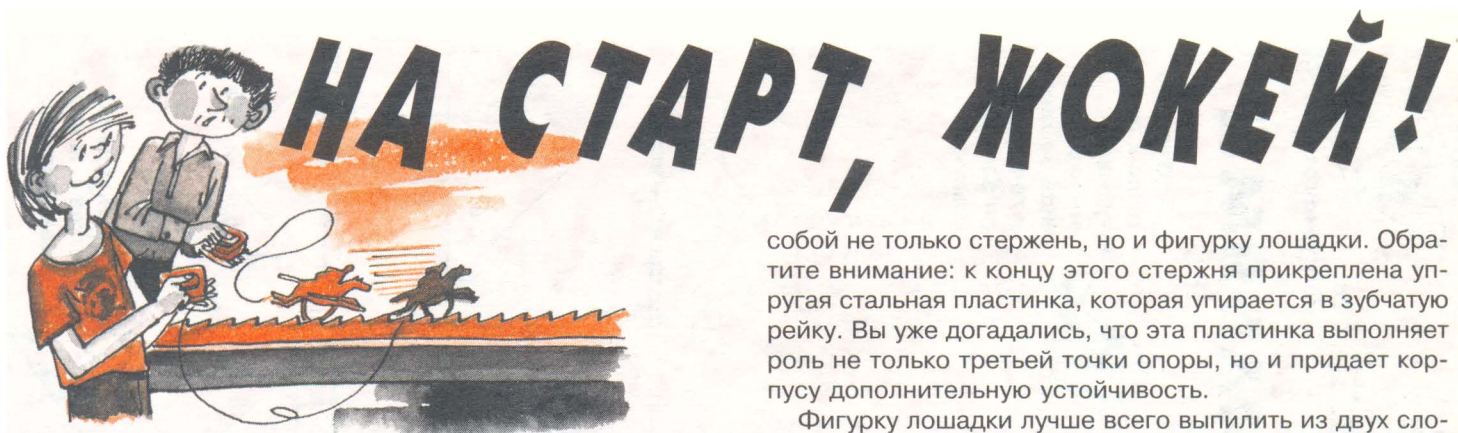 НА СТАРТ, ЖОКЕЙ!
собой не только стержень, но и фигурку лошадки. Обра-
тите внимание: к концу этого стержня прикреплена уп-
ругая стальная пластинка, которая упирается в зубчатую
рейку. Вы уже догадались, что эта пластинка выполняет
роль не только третьей точки опоры, но и придает кор-
пусу дополнительную устойчивость.
Фигурку лошадки лучше всего выпилить из двух сло-